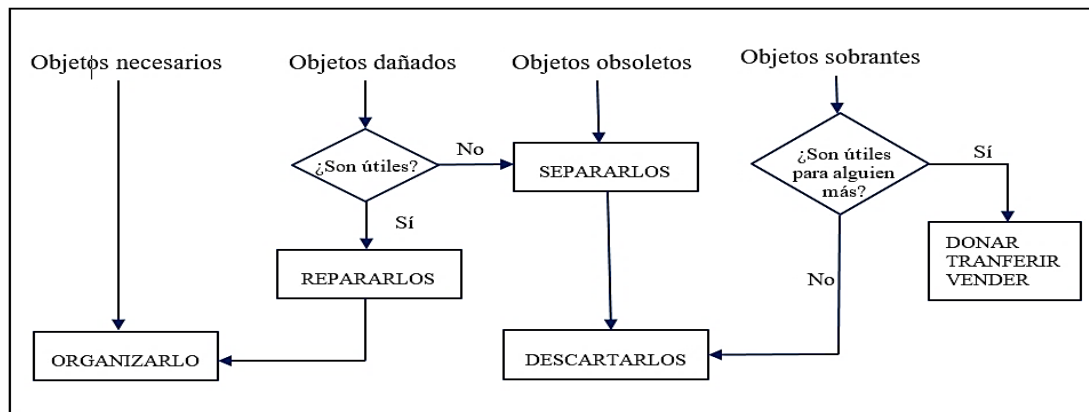 Objetos necesarios
Objetos dañados
Objetos obsoletos
Objetos sobrantes
¿Son útiles?
No
SEPARARLOS
¿Son útiles
para alguien
más?
Sí
Sí
DONAR
TRANFERIR
VENDER
REPARARLOS
No
ORGANIZARLO
DESCARTARLOS